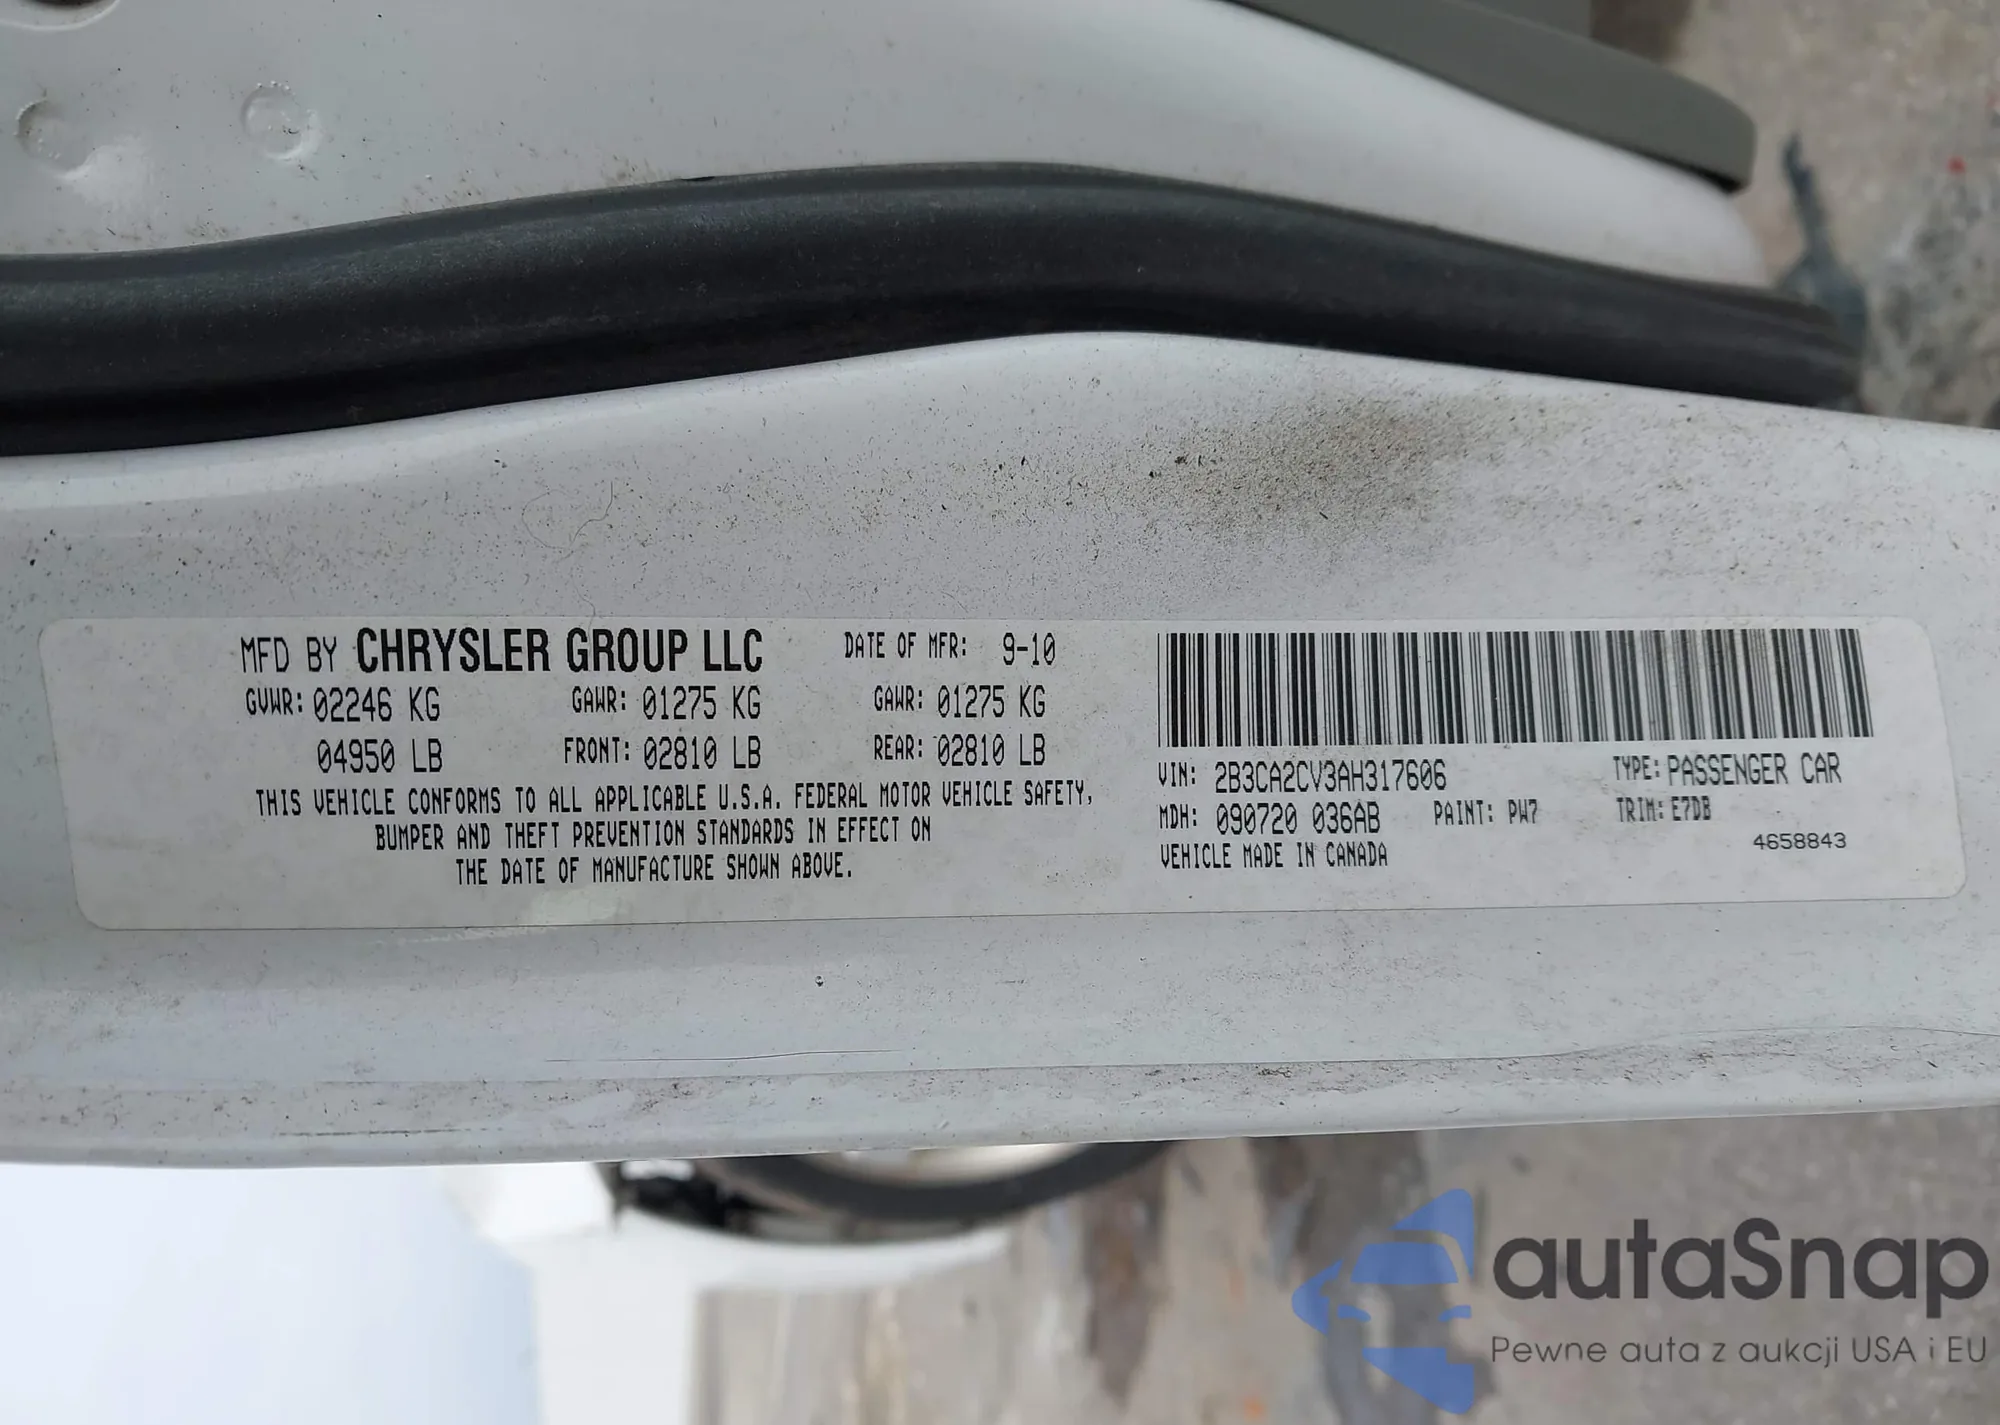 MFD BY CHRYSLER GROUP LLC DATE OF MFR: 9-10
GVWR: 02246 KG GAWR: 01275 KG GAWR: 01275 KG
04950 LB FRONT: 02810 LB REAR: 02810 LB
THIS VEHICLE CONFORMS TO ALL APPLICABLE U.S.A. FEDERAL MOTOR VEHICLE SAFETY,
BUMPER AND THEFT PREVENTION STANDARDS IN EFFECT ON
THE DATE OF MANUFACTURE SHOWN ABOVE.
VIN: 2B3CA2CV3AH317606 TYPE: PASSENGER CAR
MDH: 090720 036AB PAINT: PW7 TRIM: E7DB
VEHICLE MADE IN CANADA 4658843
autaSnap
Pewne auta z aukcji USA i EU